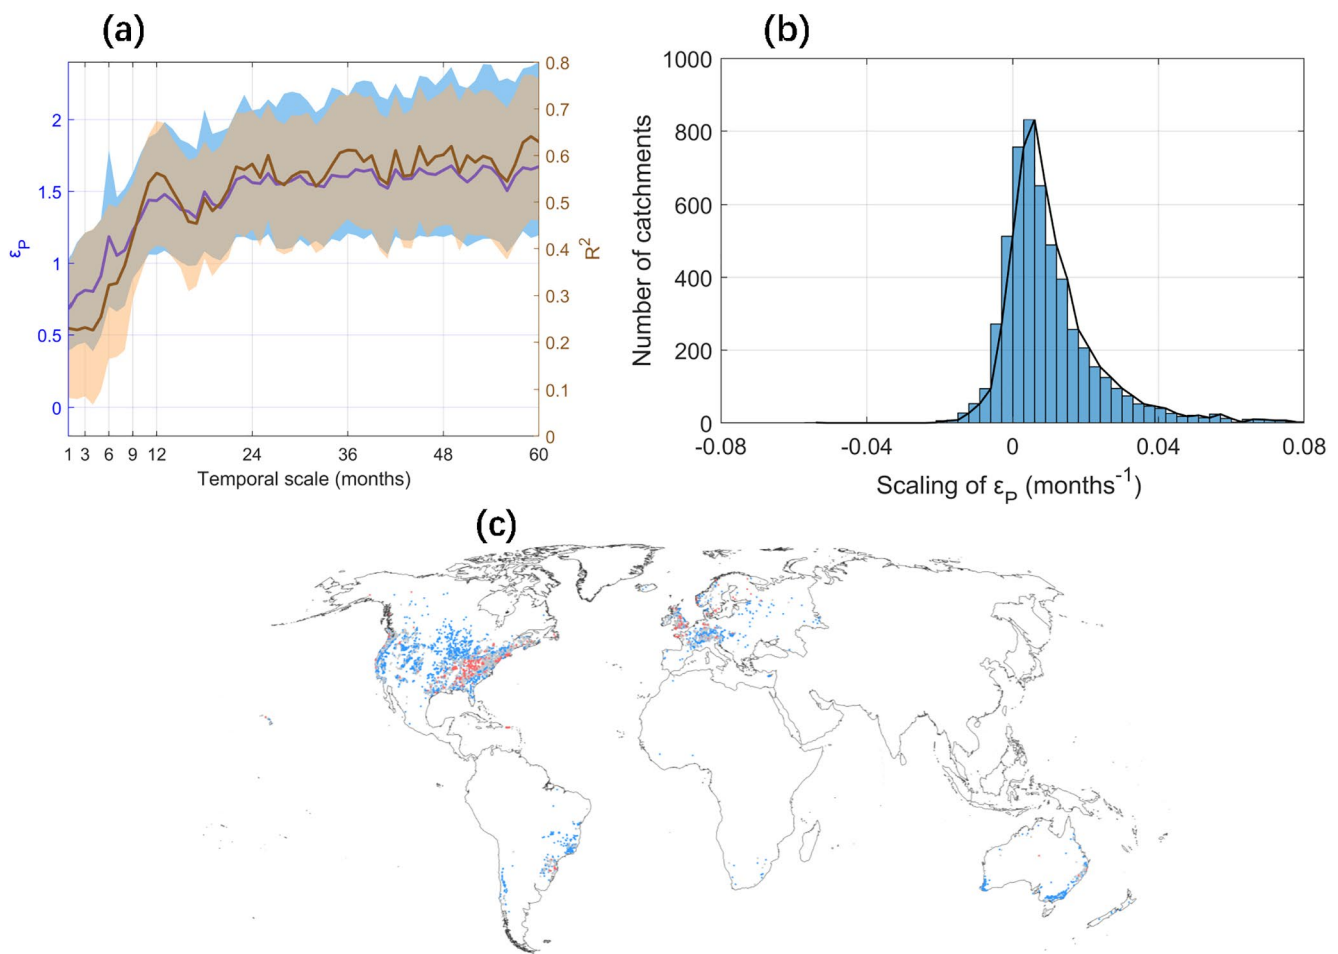 (a)
εP
2
1.5
1
0.5
0
0.8
0.7
0.6
0.5
0.4
0.3
0.2
0.1
0
R²
1 3 6 9 12 24 36 48 60
Temporal scale (months)
(b)
Number of catchments
1000
800
600
400
200
0
-0.08 -0.04 0 0.04 0.08
Scaling of εP (months⁻¹)
(c)